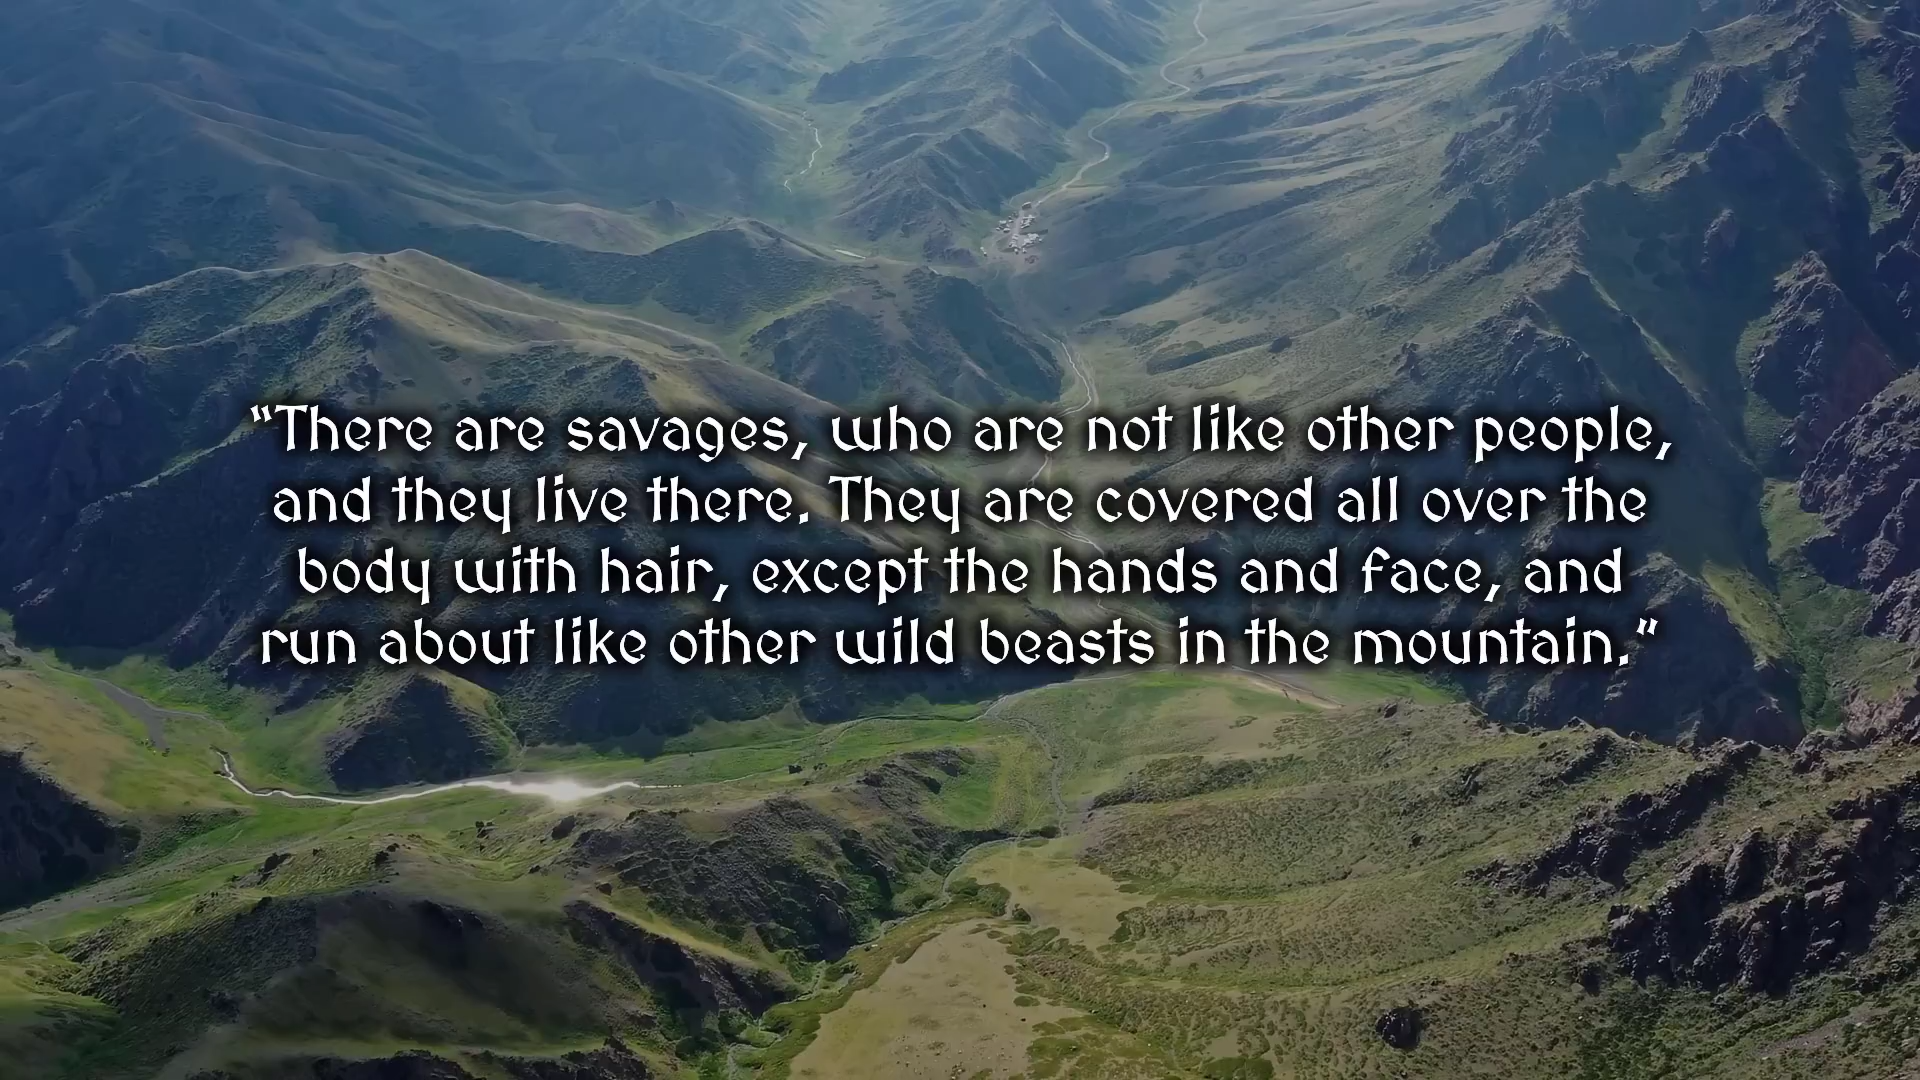 "There are savages, who are not like other people,
and they live there. They are covered all over the
body with hair, except the hands and face, and
run about like other wild beasts in the mountain."